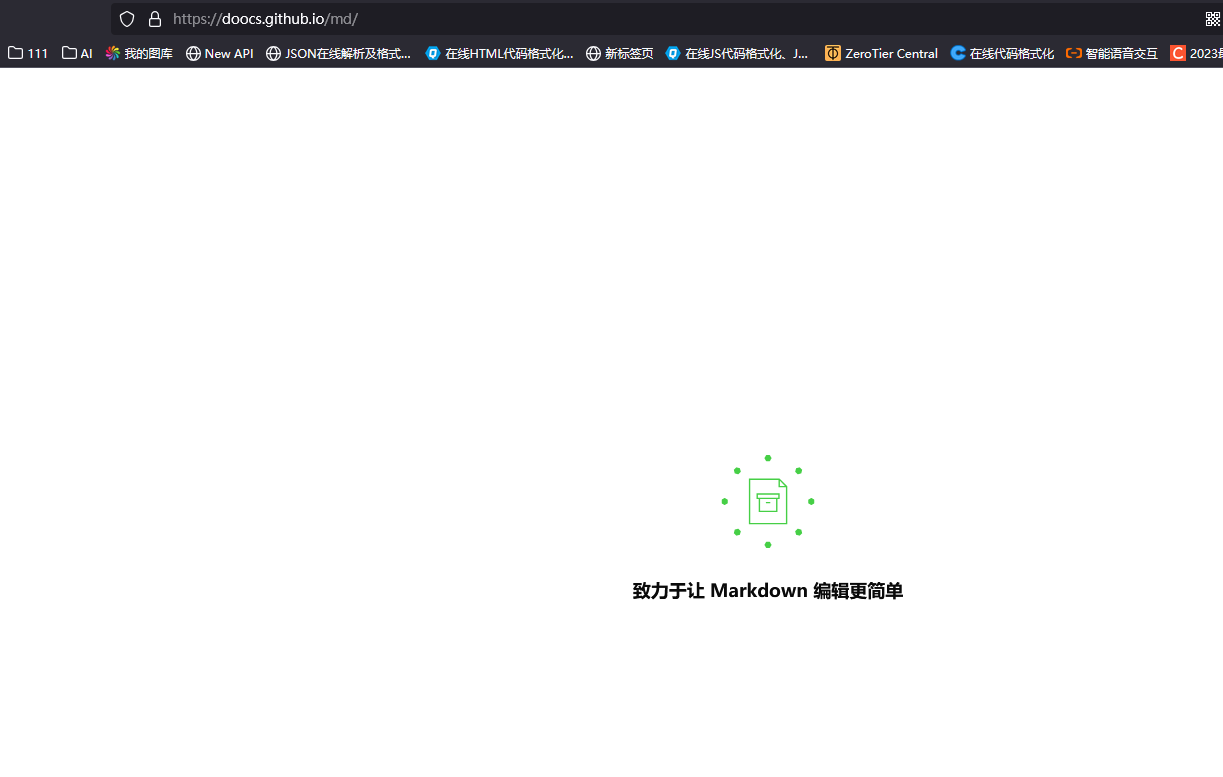 https://doocs.github.io/md/
111 AI 我的图库 New API JSON在线解析及格式... 在线HTML代码格式化... 新标签页 在线JS代码格式化、J... ZeroTier Central 在线代码格式化 智能语音交互 2023
致力于让 Markdown 编辑更简单